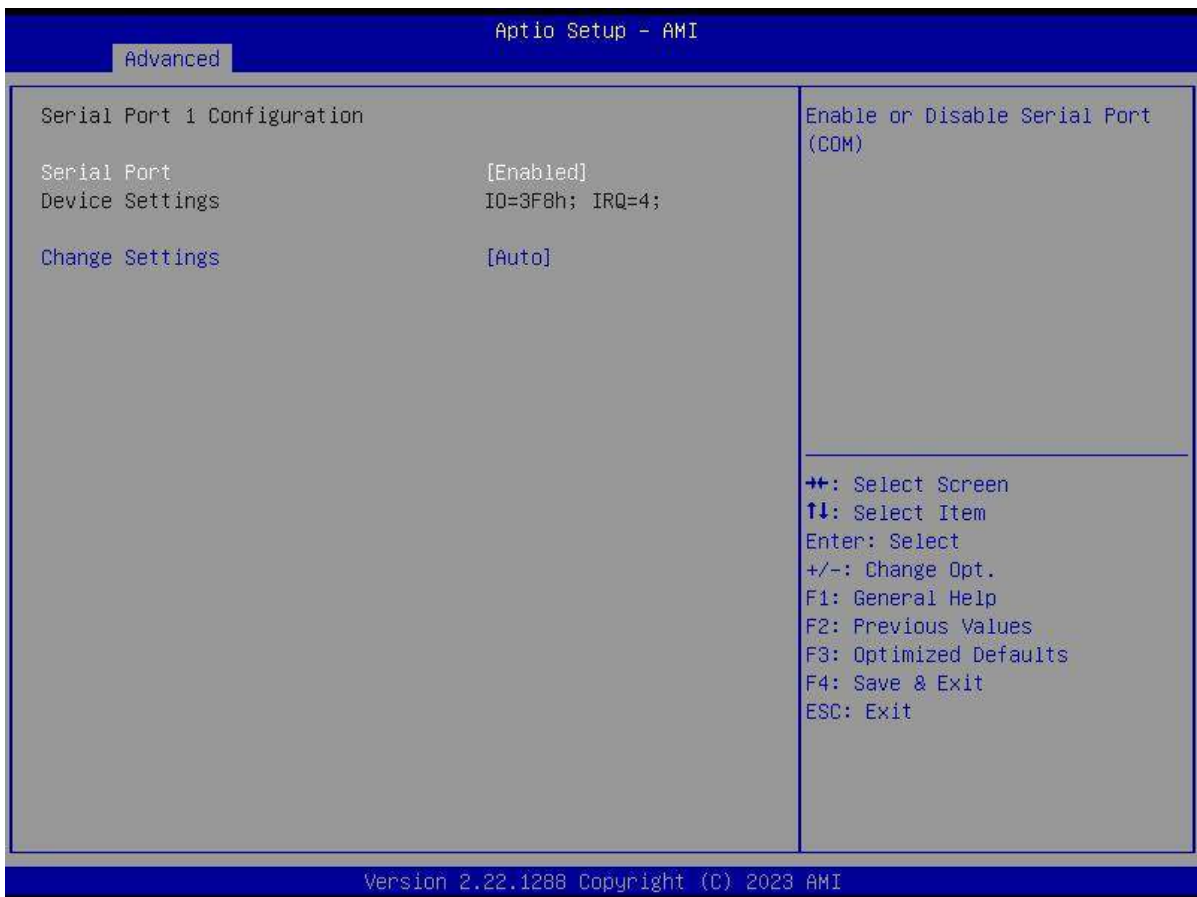 Aptio Setup - AMI
Advanced
Serial Port 1 Configuration
Serial Port [Enabled]
Device Settings IO=3F8h; IRQ=4;
Change Settings [Auto]
Enable or Disable Serial Port
(COM)
→←: Select Screen
↑↓: Select Item
Enter: Select
+/-: Change Opt.
F1: General Help
F2: Previous Values
F3: Optimized Defaults
F4: Save & Exit
ESC: Exit
Version 2.22.1288 Copyright (C) 2023 AMI